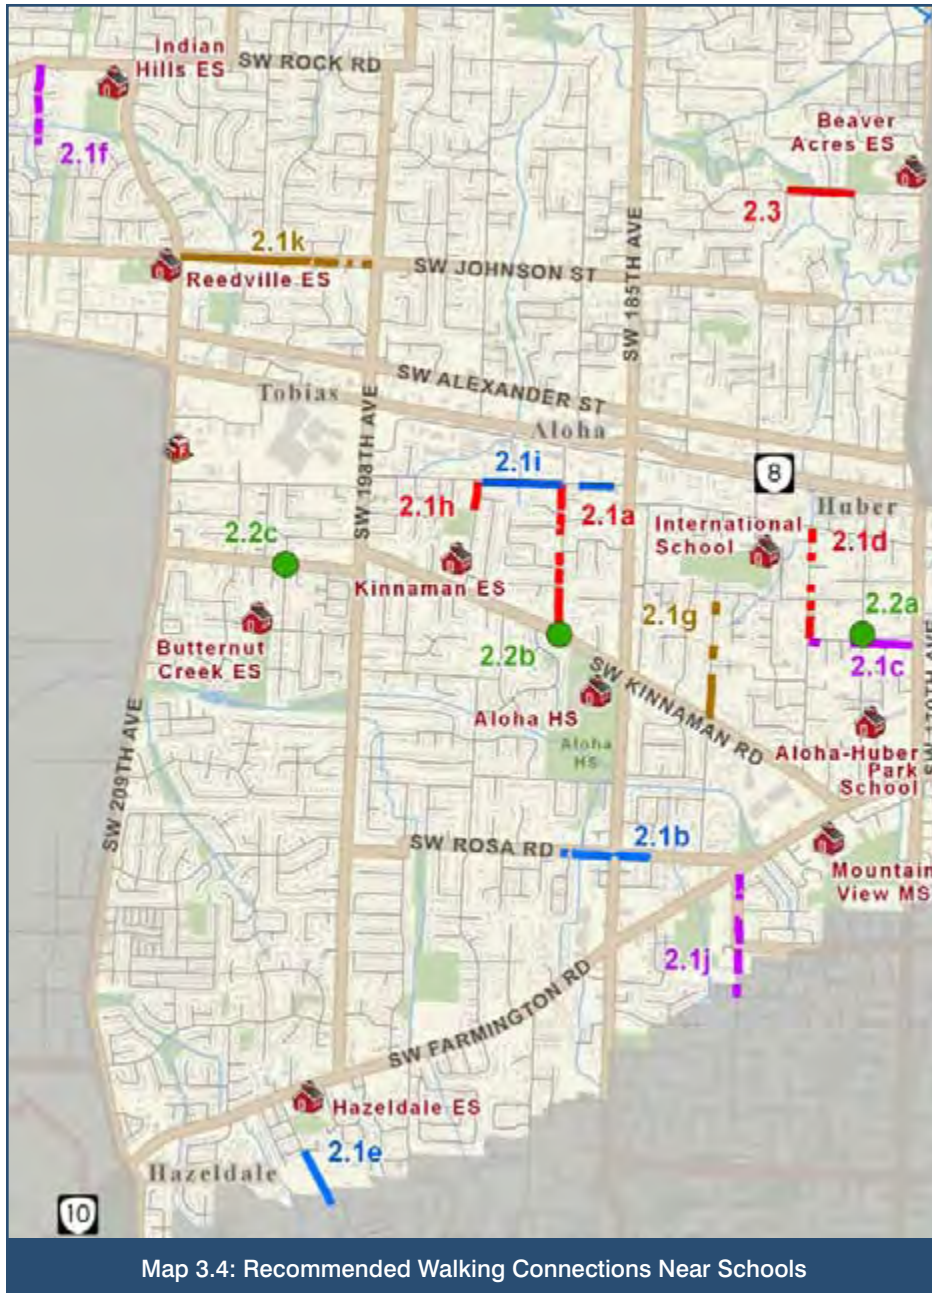 Indian
Hills ES
SW ROCK RD
2.1f
Beaver
Acres ES
2.3
2.1k
SW JOHNSON ST
Reedville ES
SW 185TH AVE
SW ALEXANDER ST
Tobias
Aloha
SW 198TH AVE
8
2.1i
2.1h
2.1a
Huber
International
School
2.1d
2.2c
Kinnaman ES
2.2a
2.1g
Butternut
Creek ES
2.2b
2.1c
SW KINNAMAN RD
Aloha HS
Aloha
HS
SW 170TH AVE
Aloha-Huber
Park
School
SW 209TH AVE
SW ROSA RD
2.1b
Mountain
View MS
2.1j
SW FARMINGTON RD
Hazeldale ES
2.1e
Hazeldale
10
Map 3.4: Recommended Walking Connections Near Schools